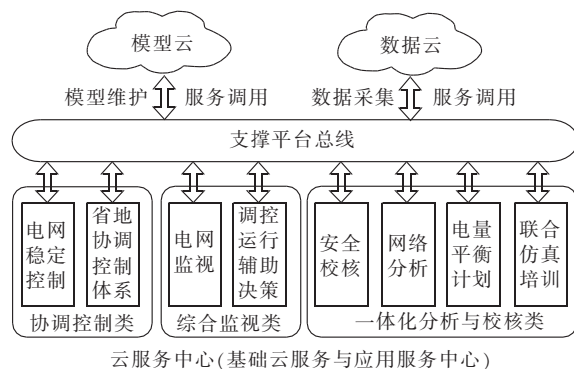 模型云
数据云
模型维护
服务调用
数据采集
服务调用
支撑平台总线
电网
稳定
控制
省地
协调
控制
体系
协调控制类
电网
监视
调控
运行
辅助
决策
综合监视类
安全
校核
网络
分析
电量
平衡
计划
联合
仿真
培训
一体化分析与校核类
云服务中心(基础云服务与应用服务中心)